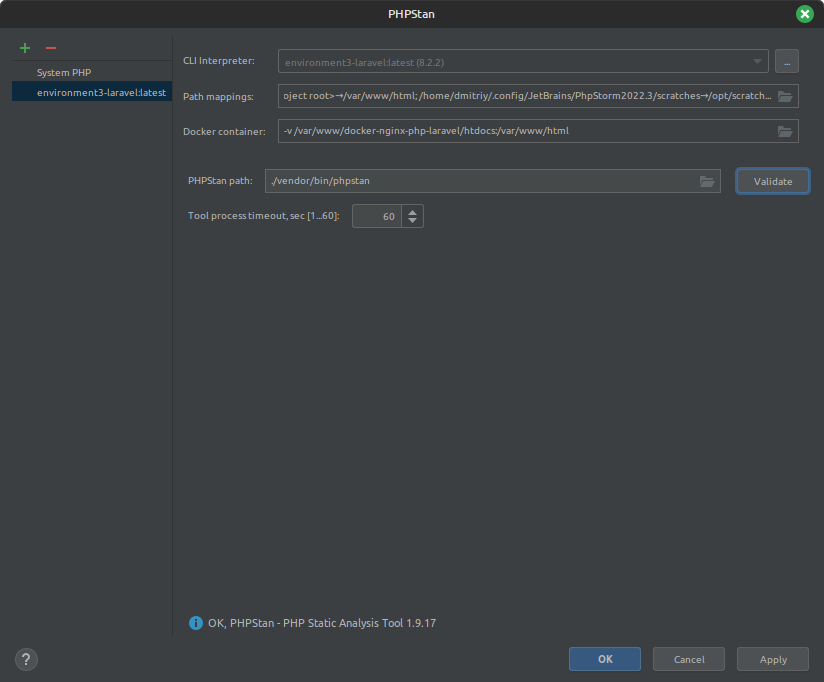 PHPStan
System PHP
environment3-laravel:latest
CLI Interpreter:
environment3-laravel:latest (8.2.2)
...
Path mappings:
oject root>→/var/www/html; /home/dmitriy/.config/JetBrains/PhpStorm2022.3/scratches→/opt/scratch...
Docker container:
-v /var/www/docker-nginx-php-laravel/htdocs:/var/www/html
PHPStan path:
./vendor/bin/phpstan
Validate
Tool process timeout, sec [1...60]:
60
OK, PHPStan - PHP Static Analysis Tool 1.9.17
?
OK
Cancel
Apply